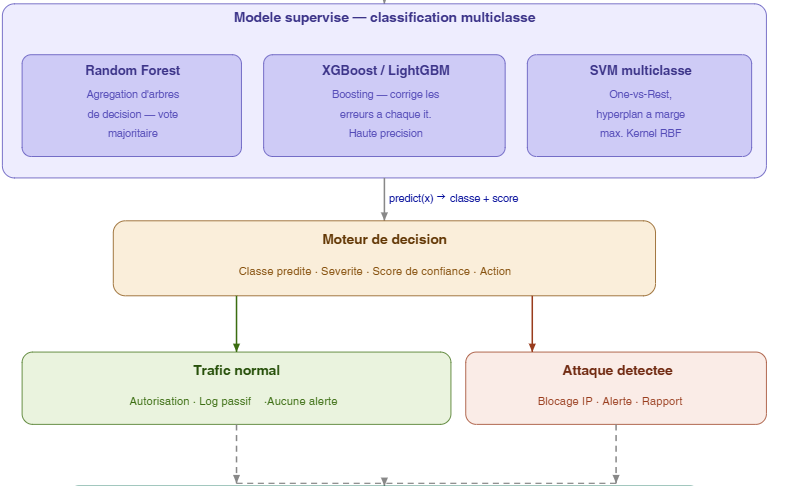 Modele supervise — classification multiclasse
Random Forest
Agregation d'arbres
de decision — vote
majoritaire
XGBoost / LightGBM
Boosting — corrige les
erreurs a chaque it.
Haute precision
SVM multiclasse
One-vs-Rest,
hyperplan a marge
max. Kernel RBF
predict(x) → classe + score
Moteur de decision
Classe predite · Severite · Score de confiance · Action
Trafic normal
Autorisation · Log passif ·Aucune alerte
Attaque detectee
Blocage IP · Alerte · Rapport